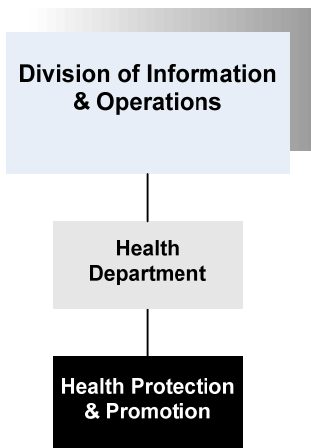 Division of Information
& Operations
Health
Department
Health Protection
& Promotion